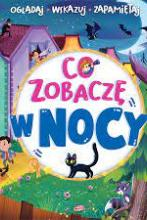 OGLĄDAJ - WSKAZUJ - ZAPAMIĘTAJ
CO
ZOBACZĘ
W NOCY